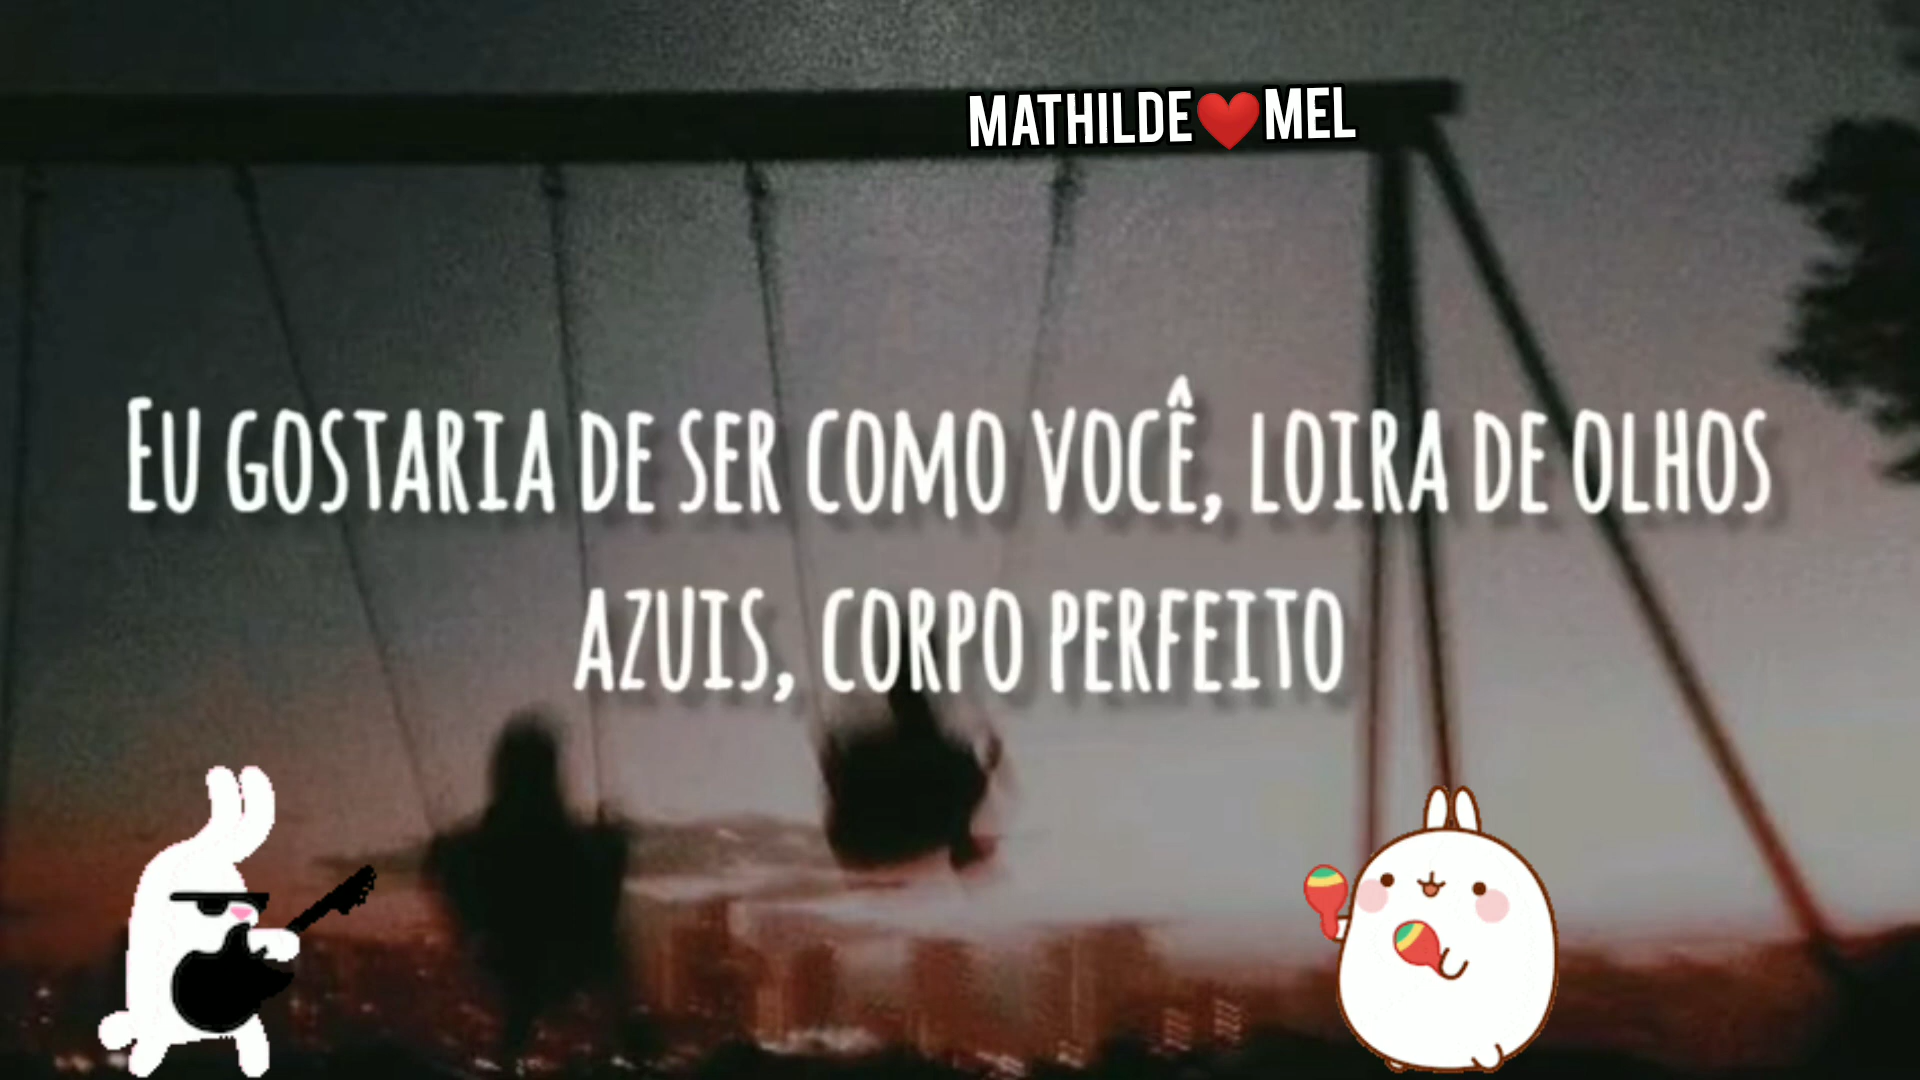 MATHILDE❤️MEL
EU GOSTARIA DE SER COMO VOCÊ, LOIRA DE OLHOS
AZUIS, CORPO PERFEITO